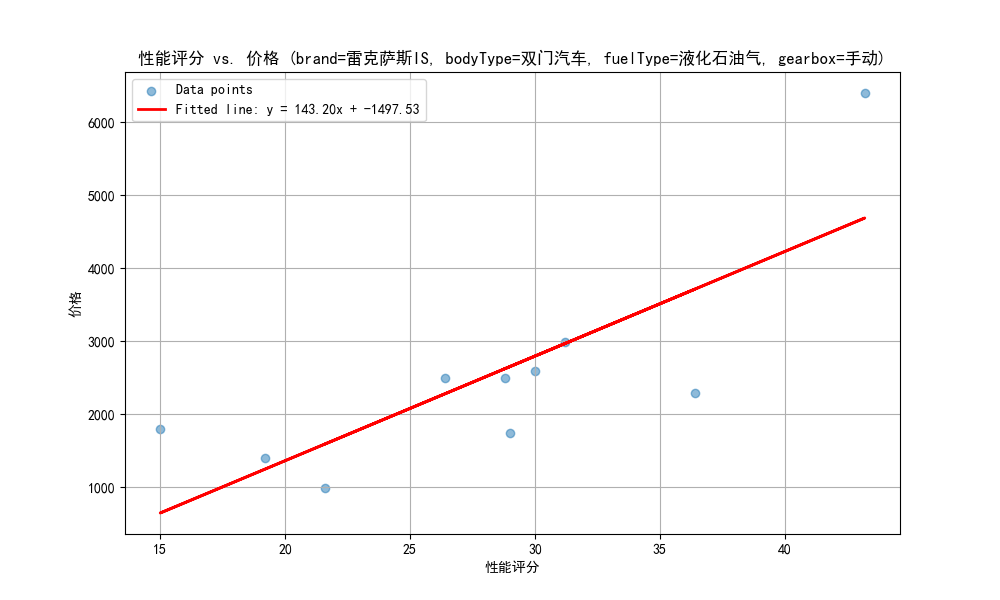 性能评分 vs. 价格 (brand=雷克萨斯IS, bodyType=双门汽车, fuelType=液化石油气, gearbox=手动)
Data points
Fitted line: y = 143.20x + -1497.53
6000
5000
4000
3000
2000
1000
价格
15 20 25 30 35 40
性能评分